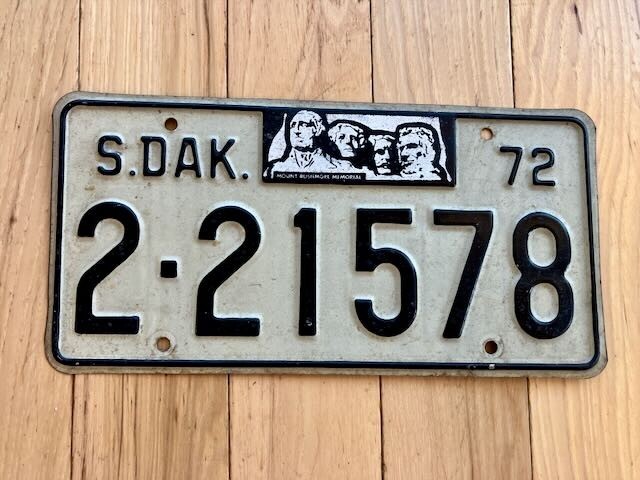 S.DAK. 72
MOUNT RUSHMORE MEMORIAL
2-21578